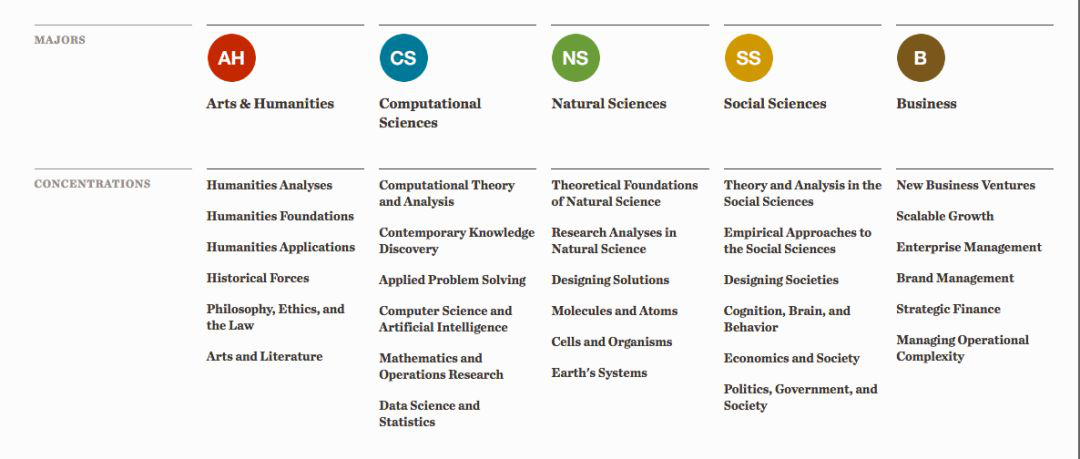 MAJORS
AH
Arts & Humanities
CS
Computational
Sciences
NS
Natural Sciences
SS
Social Sciences
B
Business
CONCENTRATIONS
Humanities Analyses
Humanities Foundations
Humanities Applications
Historical Forces
Philosophy, Ethics, and
the Law
Arts and Literature
Computational Theory
and Analysis
Contemporary Knowledge
Discovery
Applied Problem Solving
Computer Science and
Artificial Intelligence
Mathematics and
Operations Research
Data Science and
Statistics
Theoretical Foundations
of Natural Science
Research Analyses in
Natural Science
Designing Solutions
Molecules and Atoms
Cells and Organisms
Earth's Systems
Theory and Analysis in the
Social Sciences
Empirical Approaches to
the Social Sciences
Designing Societies
Cognition, Brain, and
Behavior
Economics and Society
Politics, Government, and
Society
New Business Ventures
Scalable Growth
Enterprise Management
Brand Management
Strategic Finance
Managing Operational
Complexity